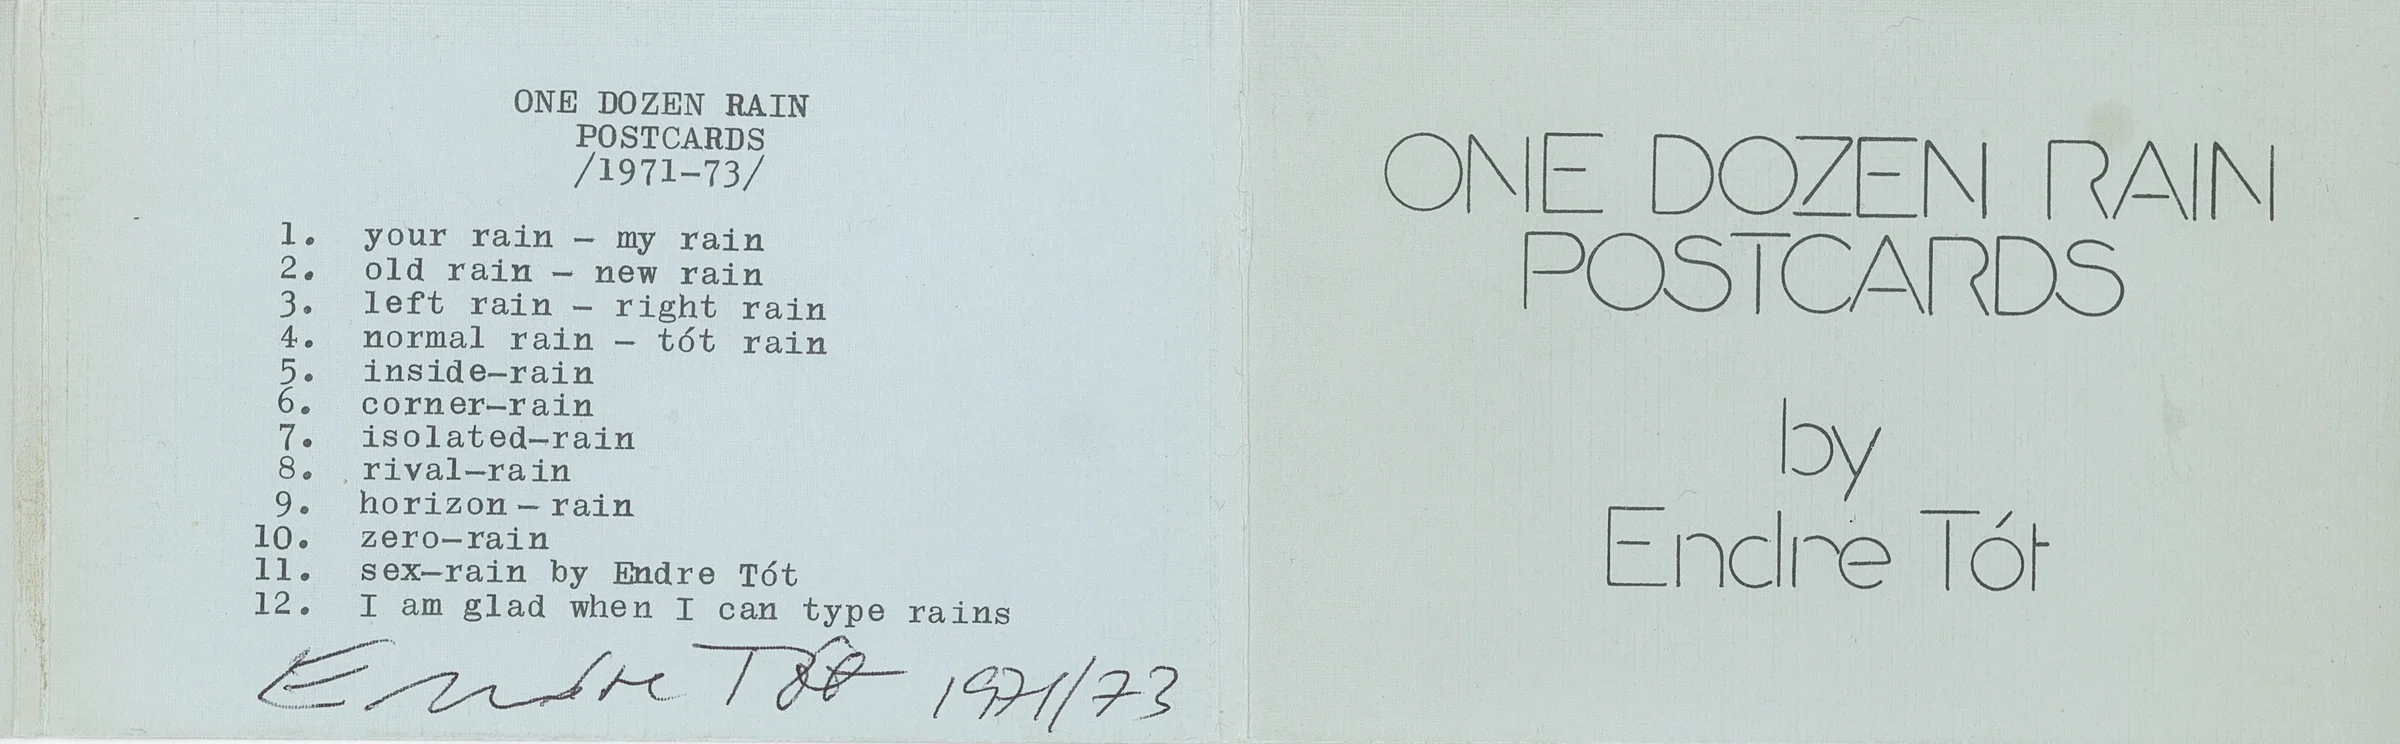 ONE DOZEN RAIN
POSTCARDS
/1971-73/
1. your rain - my rain
2. old rain - new rain
3. left rain - right rain
4. normal rain - tót rain
5. inside-rain
6. corner-rain
7. isolated-rain
8. rival-rain
9. horizon - rain
10. zero-rain
11. sex-rain by Endre Tót
12. I am glad when I can type rains
Endre Tót 1971/73
ONE DOZEN RAIN
POSTCARDS
by
Endre Tót